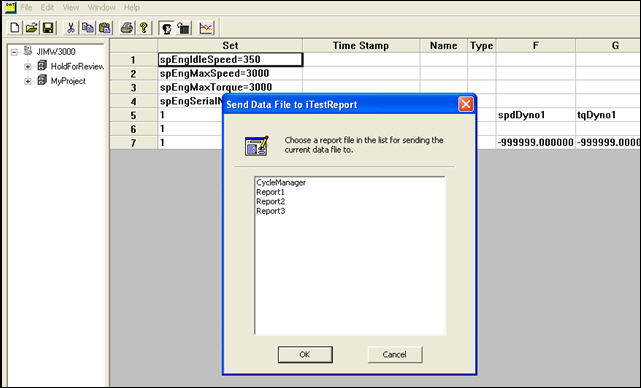 File Edit View Window Help
JIMW3000
HoldForReview
MyProject
Set Time Stamp Name Type F G
1 spEngIdleSpeed=350
2 spEngMaxSpeed=3000
3 spEngMaxTorque=3000
4
5 1 spdDyno1 tqDyno1
6 1
7 1 -999999.000000 -999999.000
Send Data File to iTestReport
Choose a report file in the list for sending the
current data file to.
CycleManager
Report1
Report2
Report3
OK Cancel